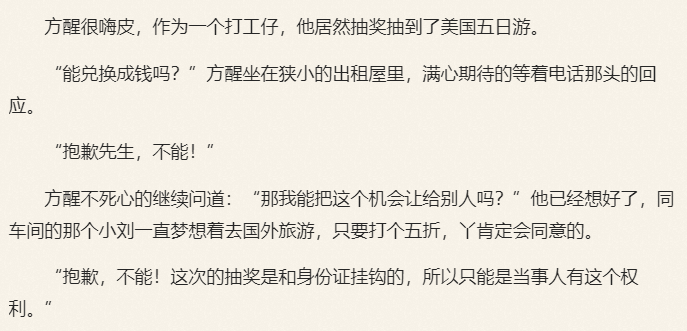 方醒很嗨皮，作为一个打工仔，他居然抽奖抽到了美国五日游。
“能兑换成钱吗？”方醒坐在狭小的出租屋里，满心期待的等着电话那头的回
应。
“抱歉先生，不能！”
方醒不死心的继续问道：“那我能把这个机会让给别人吗？”他已经想好了，同
车间的那个小刘一直梦想着去国外旅游，只要打个五折，丫肯定会同意的。
“抱歉，不能！这次的抽奖是和身份证挂钩的，所以只能是当事人有这个权
利。”